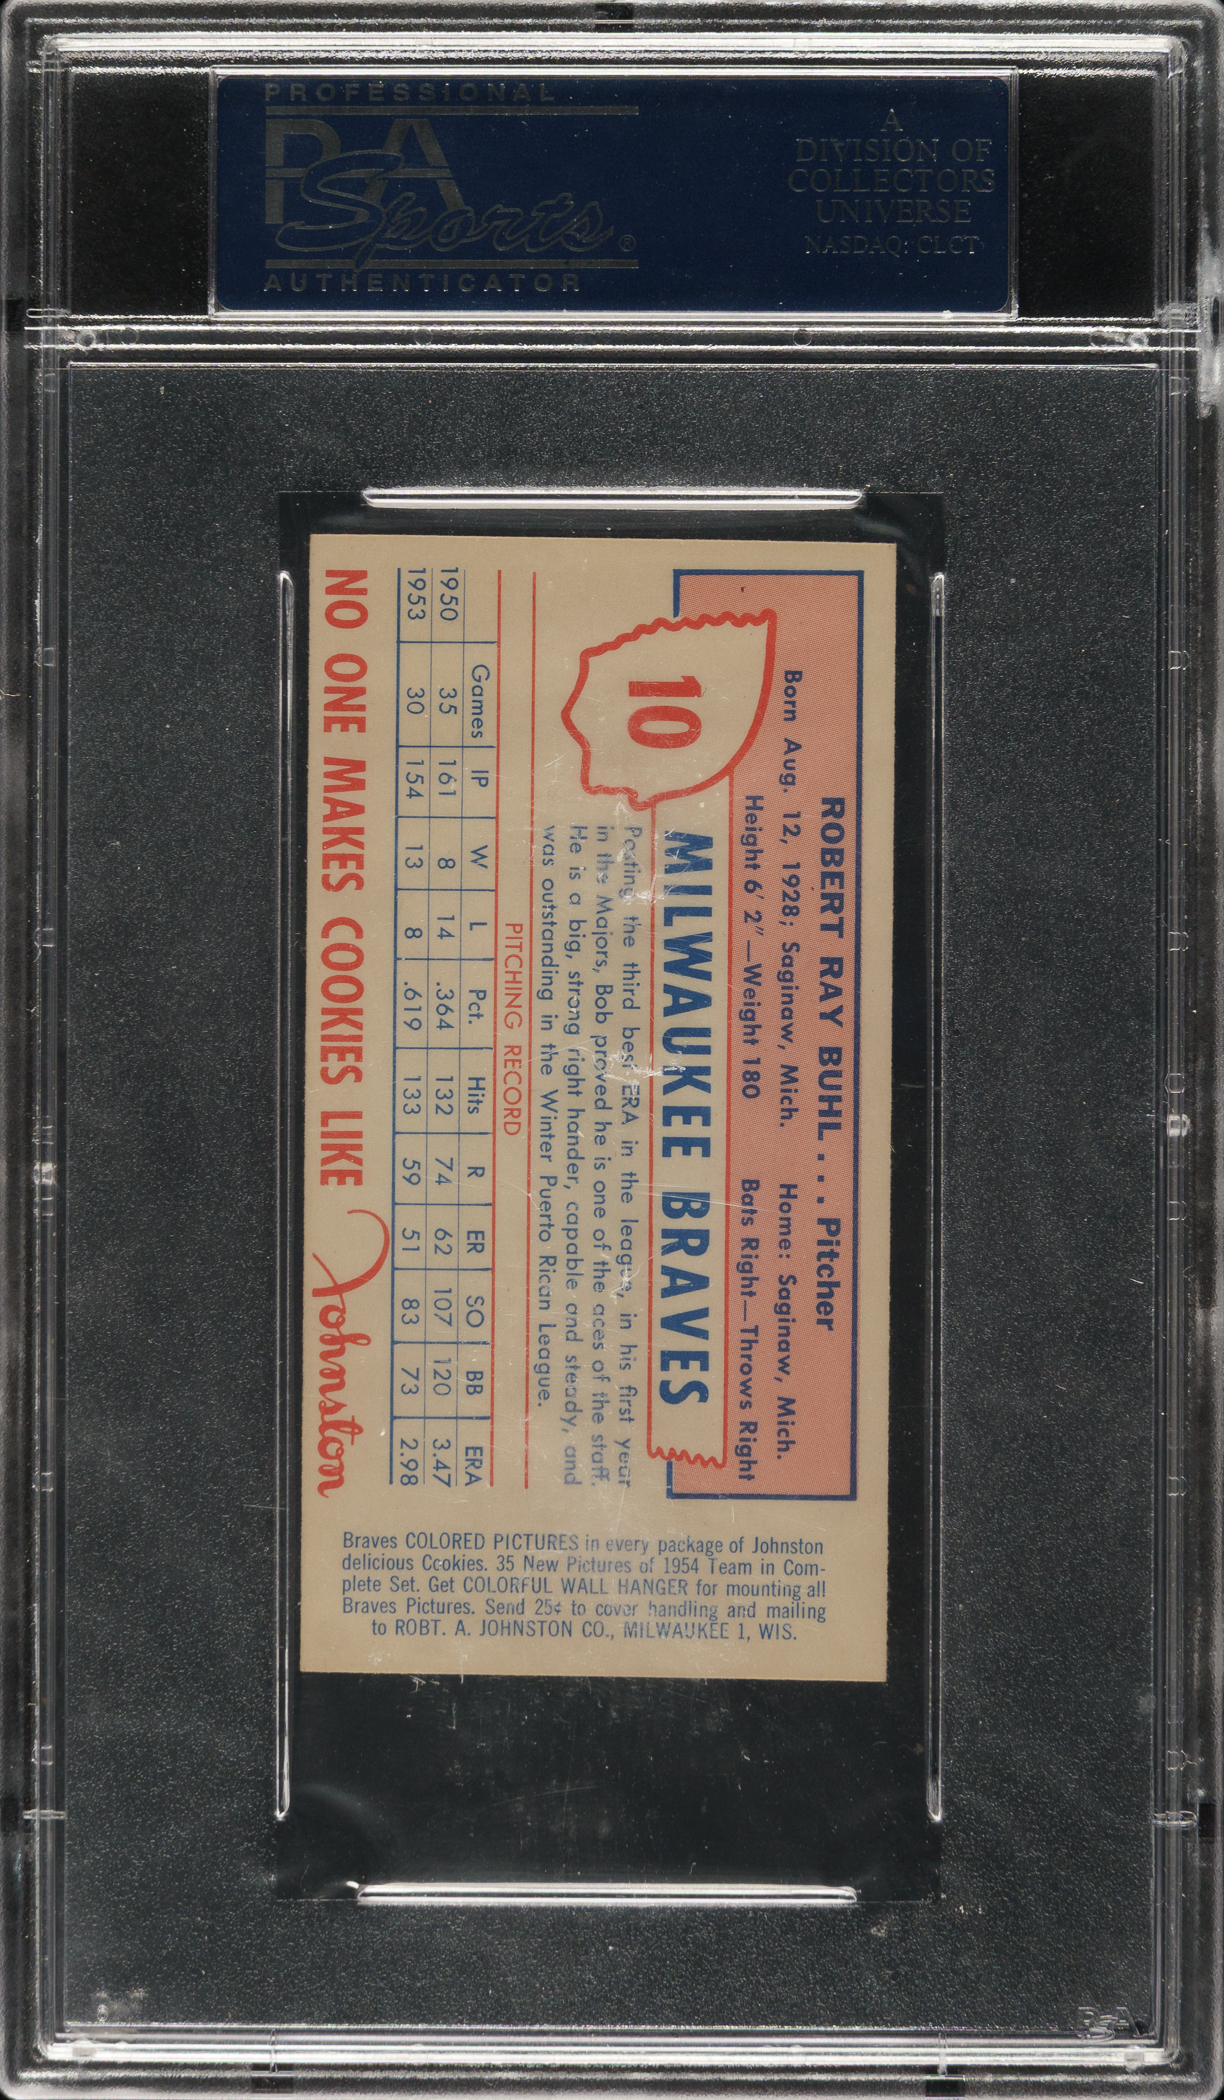 PROFESSIONAL
PSA
Sports®
AUTHENTICATOR
A
DIVISION OF
COLLECTORS
UNIVERSE
NASDAQ: CLCT
ROBERT RAY BUHL . . . Pitcher
Born Aug. 12, 1928; Saginaw, Mich. Home: Saginaw, Mich.
Height 6' 2"—Weight 180 Bats Right—Throws Right
10
MILWAUKEE BRAVES
Posting the third best ERA in the league, in his first year
in the Majors, Bob proved he is one of the aces of the staff.
He is a big, strong right hander, capable and steady, and
was outstanding in the Winter Puerto Rican League.
PITCHING RECORD
Games IP W L Pct. Hits R ER SO BB ERA
1950 35 161 8 14 .364 132 74 62 107 120 3.47
1953 30 154 13 8 .619 133 59 51 83 73 2.98
NO ONE MAKES COOKIES LIKE Johnston
Braves COLORED PICTURES in every package of Johnston
delicious Cookies. 35 New Pictures of 1954 Team in Com-
plete Set. Get COLORFUL WALL HANGER for mounting all
Braves Pictures. Send 25¢ to cover handling and mailing
to ROBT. A. JOHNSTON CO., MILWAUKEE 1, WIS.
PSA